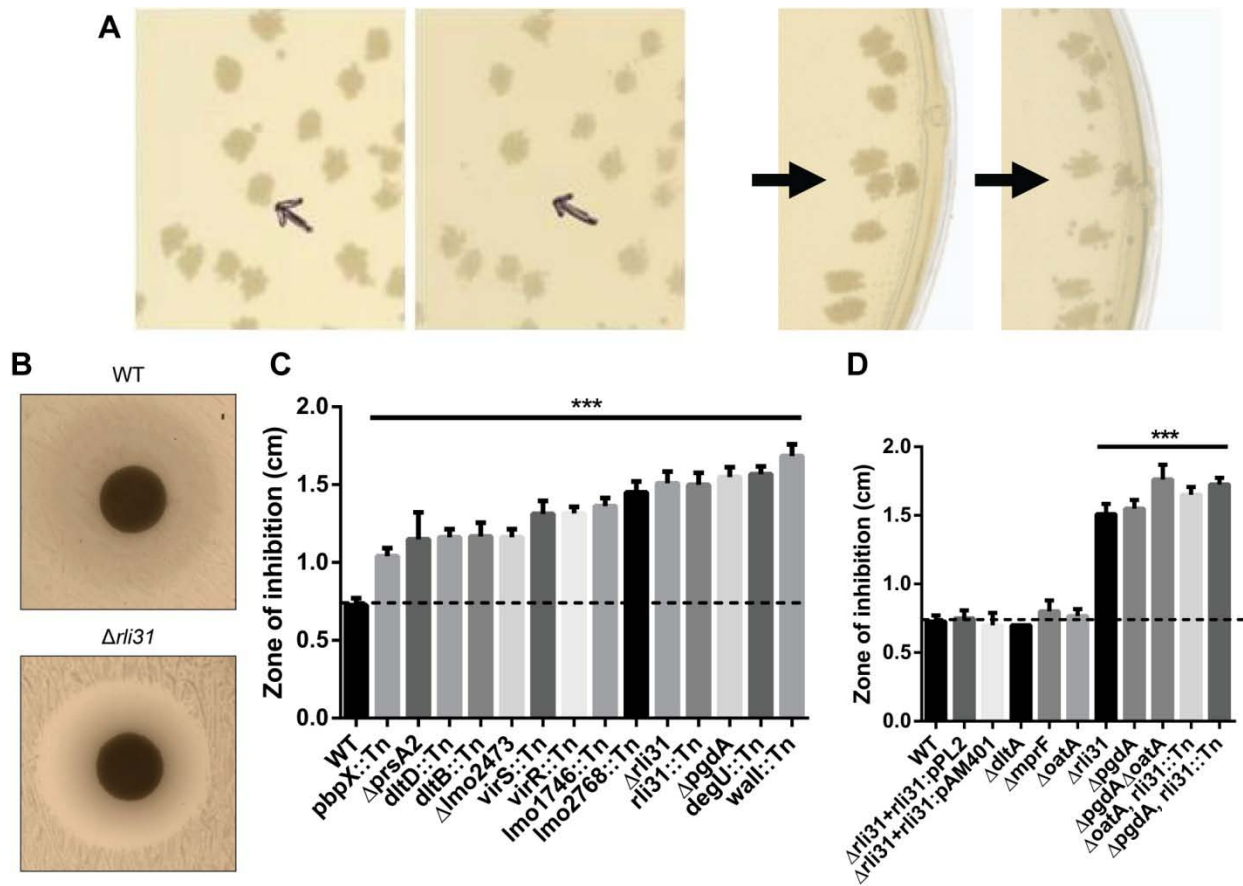 A
B
WT
Δrli31
C
Zone of inhibition (cm)
2.0
1.5
1.0
0.5
0.0
***
WT
pbpX::Tn
ΔprsA2
dltD::Tn
dltB::Tn
Δlmo2473
virS::Tn
virR::Tn
lmo1746::Tn
lmo2768::Tn
Δrli31
rli31::Tn
ΔpgdA
degU::Tn
walI::Tn
D
Zone of inhibition (cm)
2.0
1.5
1.0
0.5
0.0
***
WT
Δrli31+rli31:pPL2
Δrli31+rli31:pAM401
ΔdltA
ΔmprF
ΔoatA
Δrli31
ΔpgdA
ΔpgdAΔoatA
ΔoatA, rli31::Tn
ΔpgdA, rli31::Tn